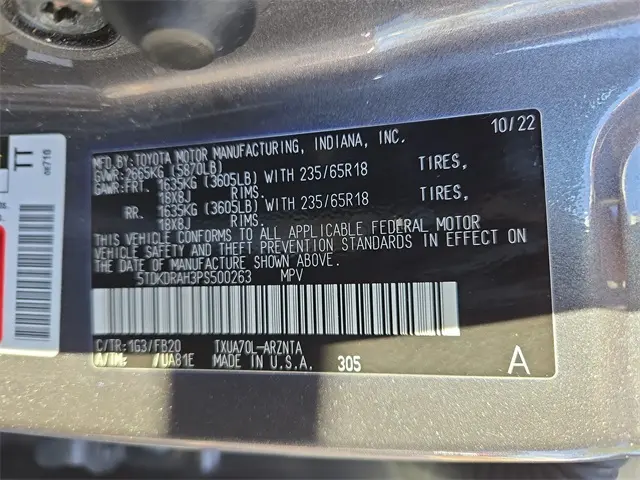 MFD.BY:TOYOTA MOTOR MANUFACTURING, INDIANA, INC. 10/22
GVWR:2665KG (5870LB)
GAWR:FRT. 1635KG (3605LB) WITH 235/65R18 TIRES,
18X8J RIMS.
RR. 1635KG (3605LB) WITH 235/65R18 TIRES,
18X8J RIMS.
THIS VEHICLE CONFORMS TO ALL APPLICABLE FEDERAL MOTOR
VEHICLE SAFETY AND THEFT PREVENTION STANDARDS IN EFFECT ON
THE DATE OF MANUFACTURE SHOWN ABOVE.
5TDKDRAH3PS500263 MPV
C/TR:1G3/FB20 TXUA70L-ARZNTA
A/TM: /UA81E MADE IN U.S.A. 305 A
TT